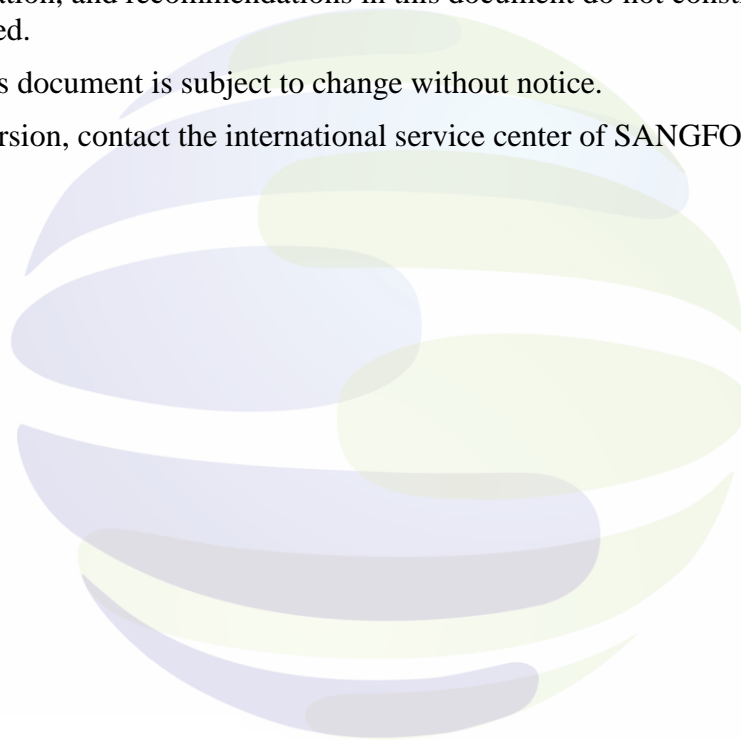 ation, and recommendations in this document do not consti
ed.
s document is subject to change without notice.
rsion, contact the international service center of SANGFO